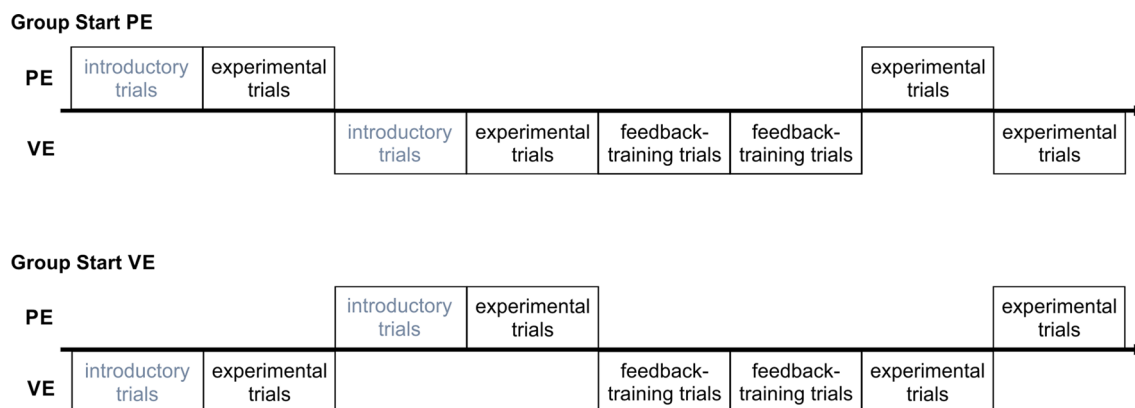 Group Start PE
PE
introductory trials
experimental trials
experimental trials
VE
introductory trials
experimental trials
feedback-training trials
feedback-training trials
experimental trials
Group Start VE
PE
introductory trials
experimental trials
experimental trials
VE
introductory trials
experimental trials
feedback-training trials
feedback-training trials
experimental trials